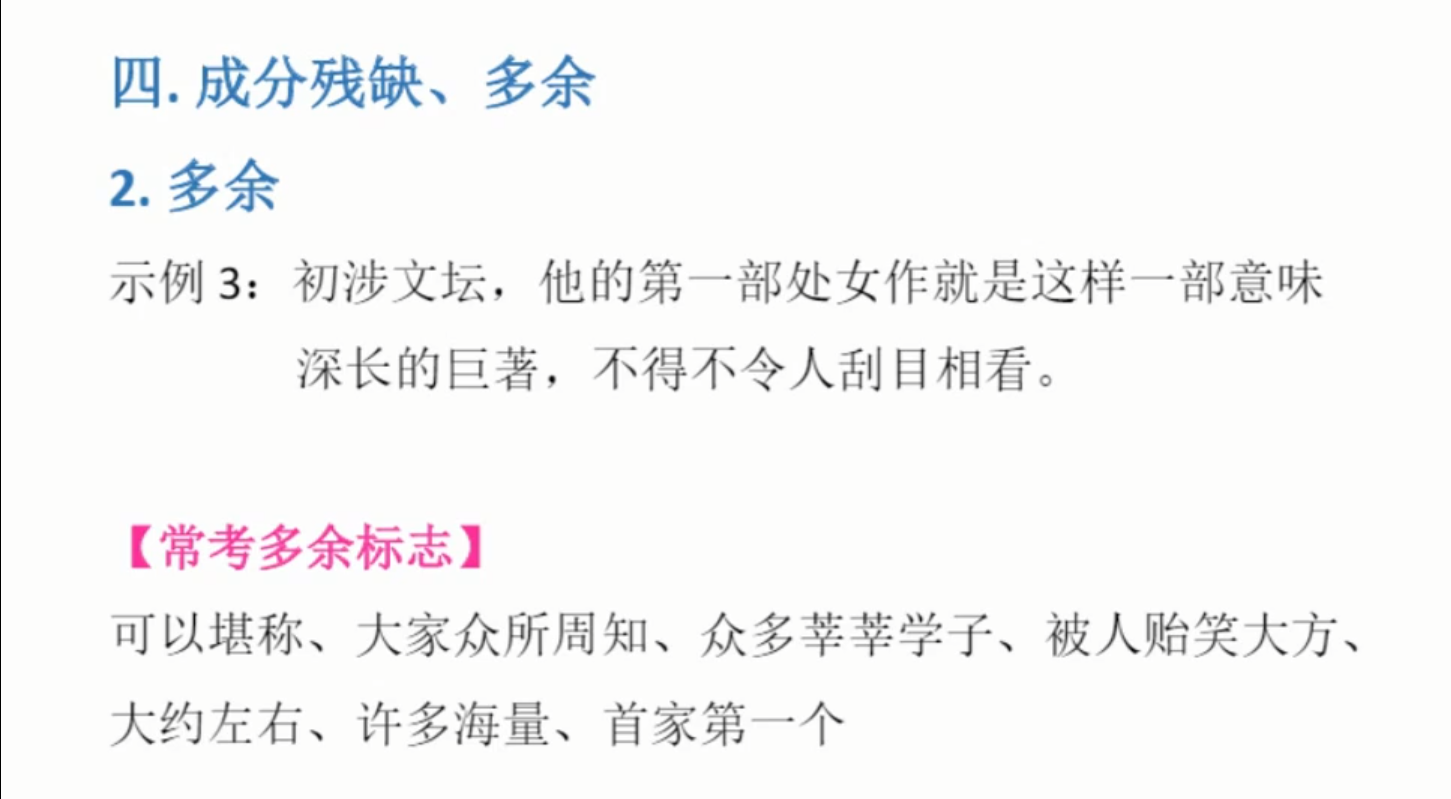 四. 成分残缺、多余
2. 多余
示例 3：初涉文坛，他的第一部处女作就是这样一部意味
深长的巨著，不得不令人刮目相看。
【常考多余标志】
可以堪称、大家众所周知、众多莘莘学子、被人贻笑大方、
大约左右、许多海量、首家第一个